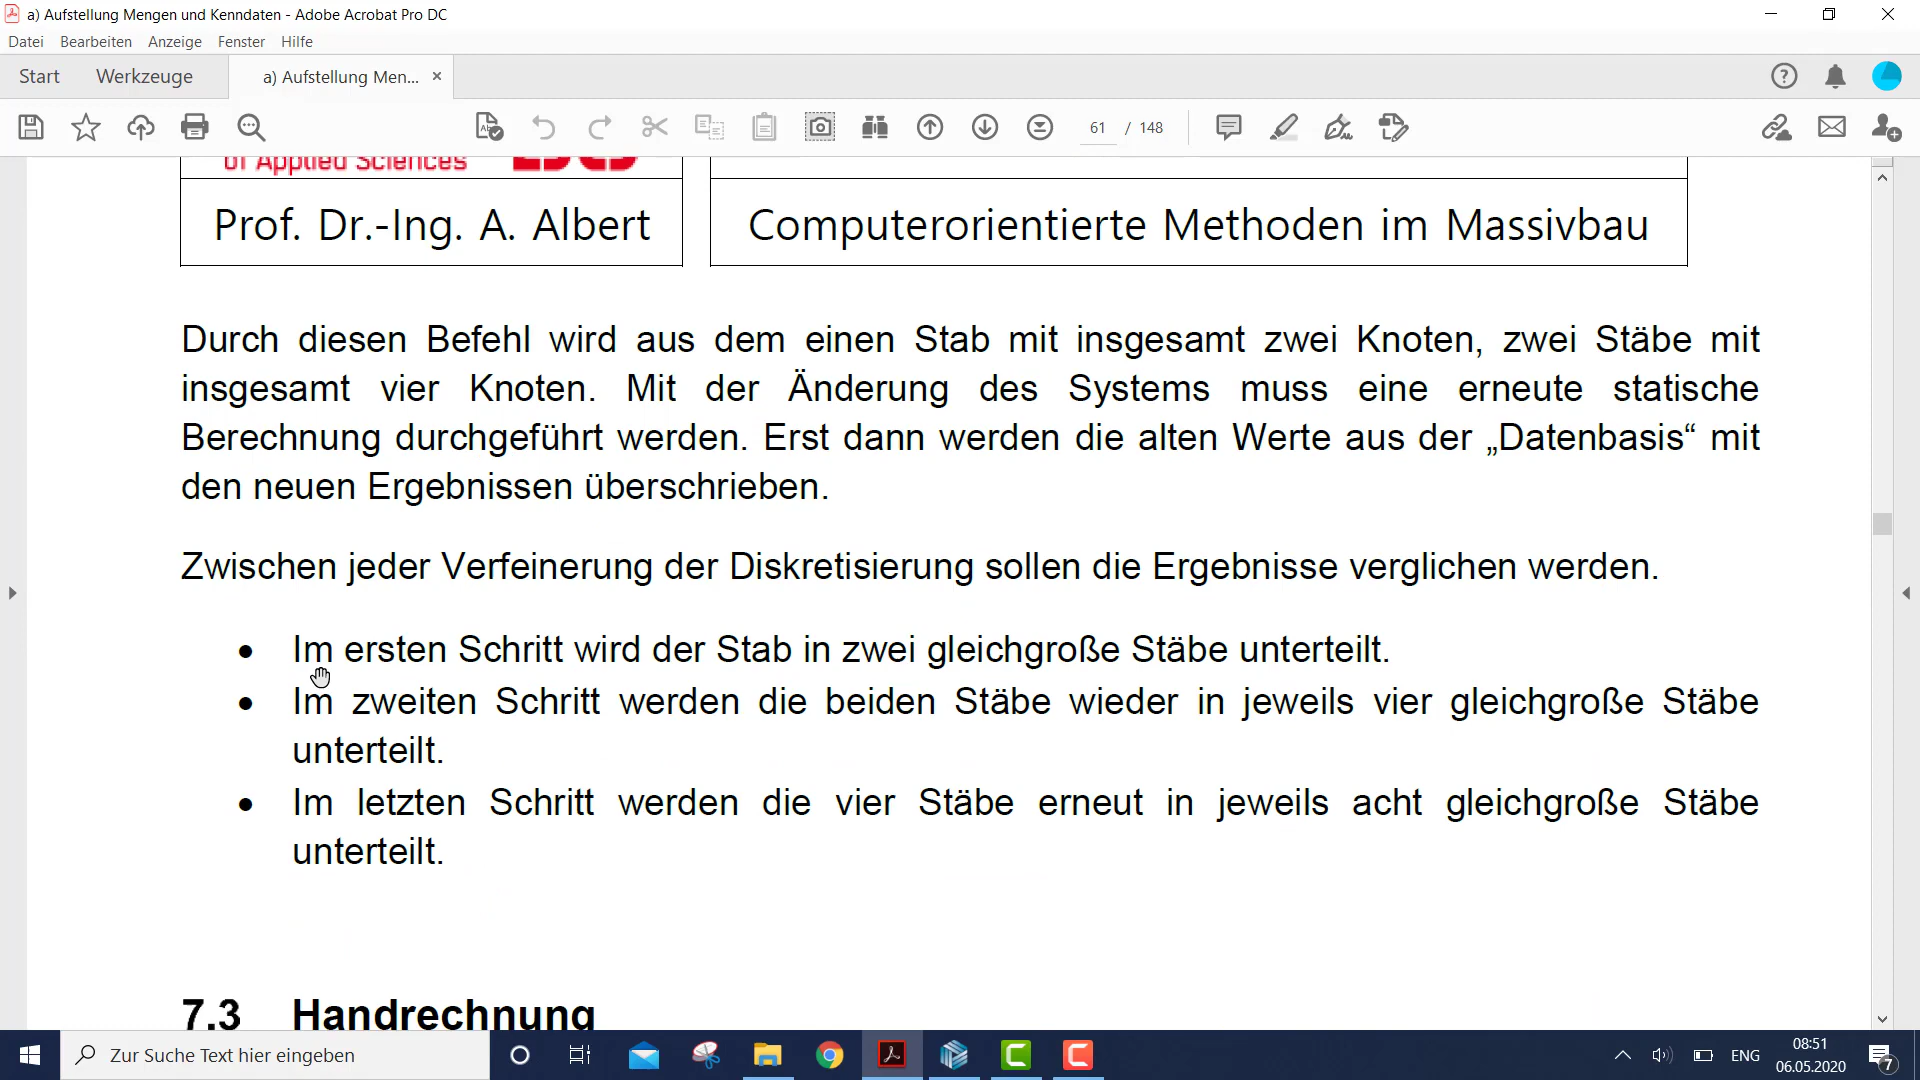 a) Aufstellung Mengen und Kenndaten - Adobe Acrobat Pro DC
Datei Bearbeiten Anzeige Fenster Hilfe
Start Werkzeuge a) Aufstellung Men... ×
61 / 148
of Applied Sciences BO
Prof. Dr.-Ing. A. Albert
Computerorientierte Methoden im Massivbau
Durch diesen Befehl wird aus dem einen Stab mit insgesamt zwei Knoten, zwei Stäbe mit
insgesamt vier Knoten. Mit der Änderung des Systems muss eine erneute statische
Berechnung durchgeführt werden. Erst dann werden die alten Werte aus der „Datenbasis“ mit
den neuen Ergebnissen überschrieben.
Zwischen jeder Verfeinerung der Diskretisierung sollen die Ergebnisse verglichen werden.
• Im ersten Schritt wird der Stab in zwei gleichgroße Stäbe unterteilt.
• Im zweiten Schritt werden die beiden Stäbe wieder in jeweils vier gleichgroße Stäbe
unterteilt.
• Im letzten Schritt werden die vier Stäbe erneut in jeweils acht gleichgroße Stäbe
unterteilt.
7.3 Handrechnung
Zur Suche Text hier eingeben
ENG
08:51
06.05.2020
7